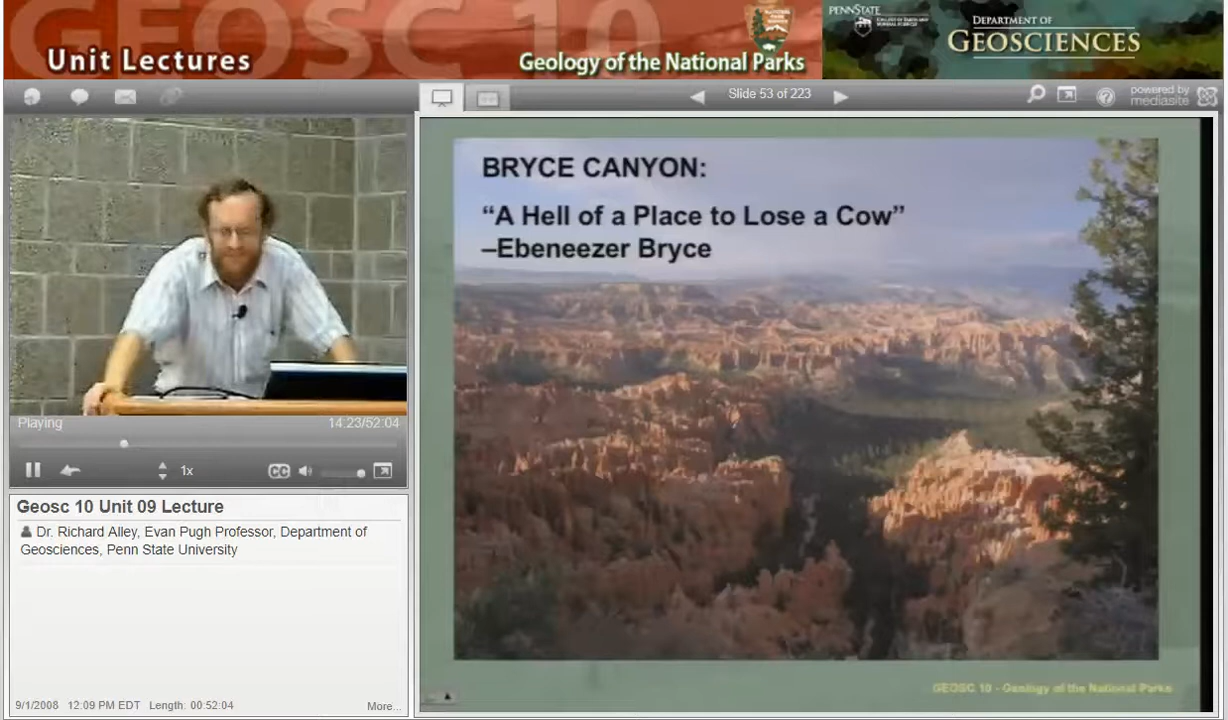 GEOSC 10
Unit Lectures
Geology of the National Parks
PENNSTATE
DEPARTMENT OF
GEOSCIENCES
Slide 53 of 223
powered by
mediasite
BRYCE CANYON:
“A Hell of a Place to Lose a Cow”
–Ebeneezer Bryce
Playing
14:23/52:04
1x
CC
Geosc 10 Unit 09 Lecture
Dr. Richard Alley, Evan Pugh Professor, Department of
Geosciences, Penn State University
9/1/2008 12:09 PM EDT Length: 00:52:04
More...
GEOSC 10 - Geology of the National Parks